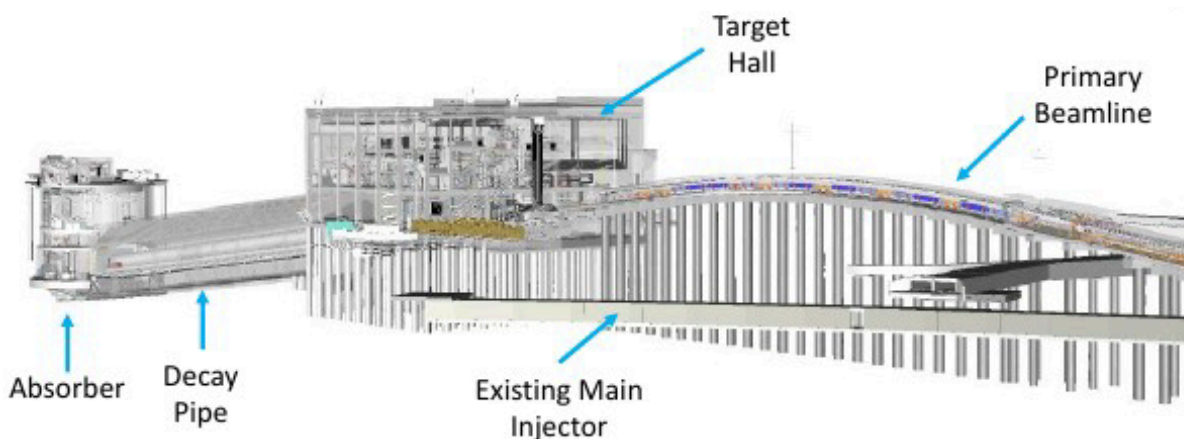 Target
Hall
Primary
Beamline
Absorber
Decay
Pipe
Existing Main
Injector